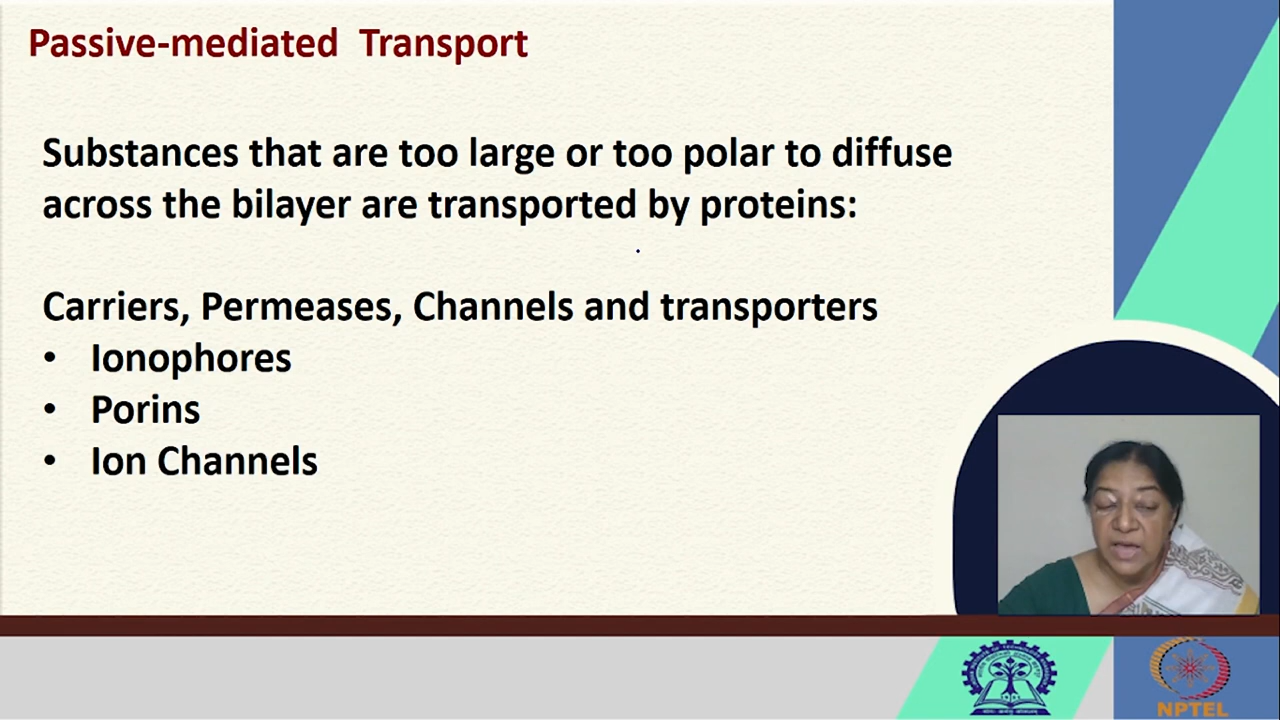 Passive-mediated Transport
Substances that are too large or too polar to diffuse
across the bilayer are transported by proteins:
Carriers, Permeases, Channels and transporters
• Ionophores
• Porins
• Ion Channels
NPTEL